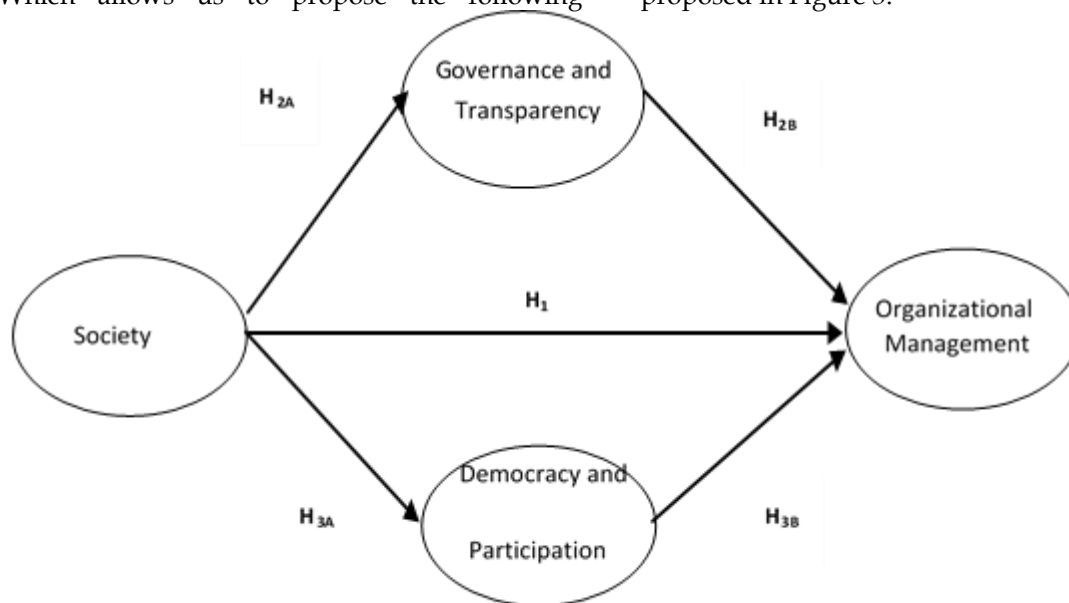 Which allows us to propose the following
proposed in Figure 3.
Governance and
Transparency
H2A
H2B
Society
H1
Organizational
Management
Democracy and
Participation
H3A
H3B